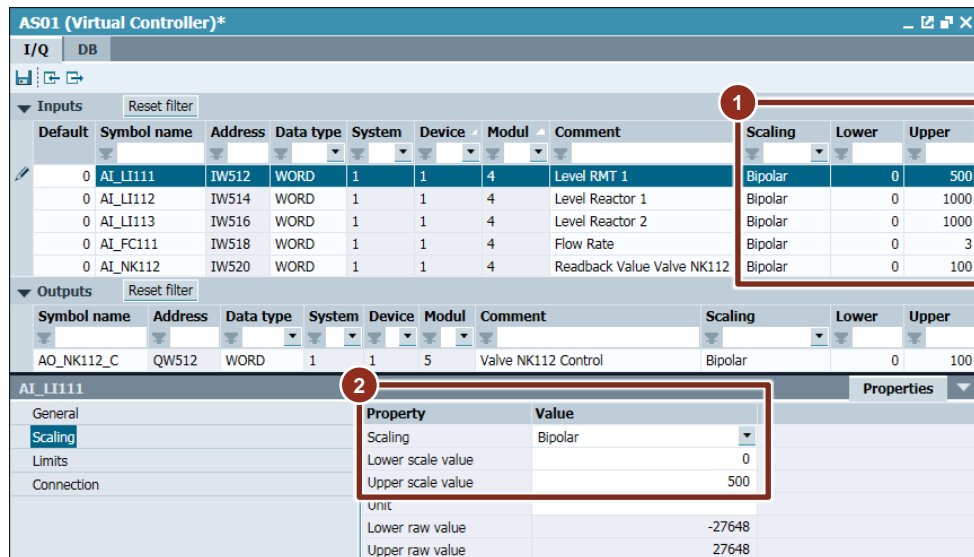 AS01 (Virtual Controller)*
I/Q DB
Inputs Reset filter
1
Default Symbol name Address Data type System Device Modul Comment Scaling Lower Upper
0 AI_LI111 IW512 WORD 1 1 4 Level RMT 1 Bipolar 0 500
0 AI_LI112 IW514 WORD 1 1 4 Level Reactor 1 Bipolar 0 1000
0 AI_LI113 IW516 WORD 1 1 4 Level Reactor 2 Bipolar 0 1000
0 AI_FC111 IW518 WORD 1 1 4 Flow Rate Bipolar 0 3
0 AI_NK112 IW520 WORD 1 1 4 Readback Value Valve NK112 Bipolar 0 100
Outputs Reset filter
Symbol name Address Data type System Device Modul Comment Scaling Lower Upper
AO_NK112_C QW512 WORD 1 1 5 Valve NK112 Control Bipolar 0 100
AI_LI111 2 Properties
General Property Value
Scaling Scaling Bipolar
Limits Lower scale value 0
Connection Upper scale value 500
Unit
Lower raw value -27648
Upper raw value 27648